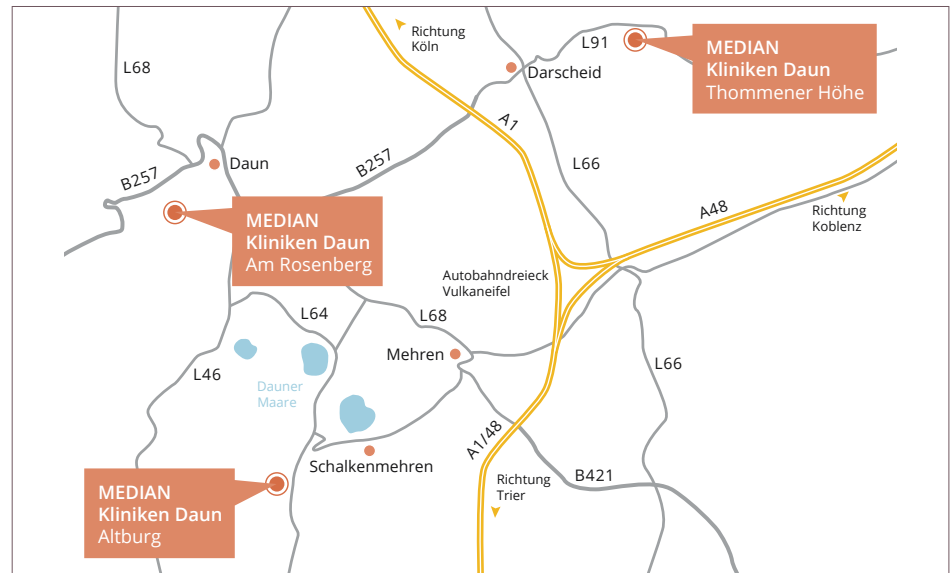 Richtung
Köln
L91
MEDIAN
Kliniken Daun
Thommener Höhe
L68
Darscheid
A1
B257
Daun
L66
B257
A48
MEDIAN
Kliniken Daun
Am Rosenberg
Richtung
Koblenz
Autobahndreieck
Vulkaneifel
L64
L68
Mehren
L46
Dauner
Maare
L66
A1/48
Schalkenmehren
B421
Richtung
Trier
MEDIAN
Kliniken Daun
Altburg